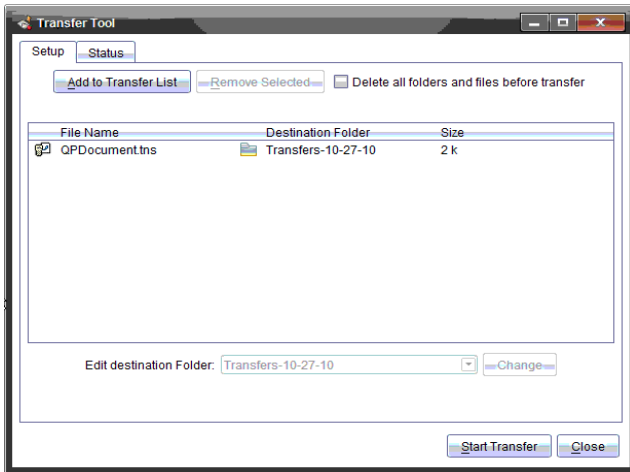 Transfer Tool
Setup Status
Add to Transfer List Remove Selected Delete all folders and files before transfer
File Name Destination Folder Size
QPDocument.tns Transfers-10-27-10 2 k
Edit destination Folder: Transfers-10-27-10 Change
Start Transfer Close